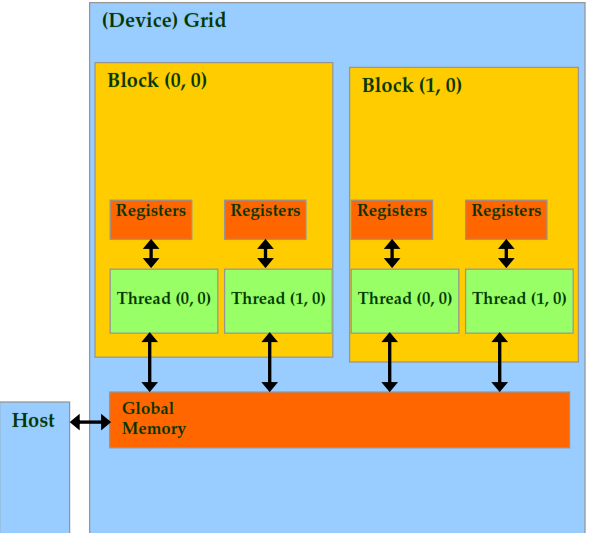 (Device) Grid
Block (0, 0)
Block (1, 0)
Registers
Registers
Registers
Registers
Thread (0, 0)
Thread (1, 0)
Thread (0, 0)
Thread (1, 0)
Global
Memory
Host